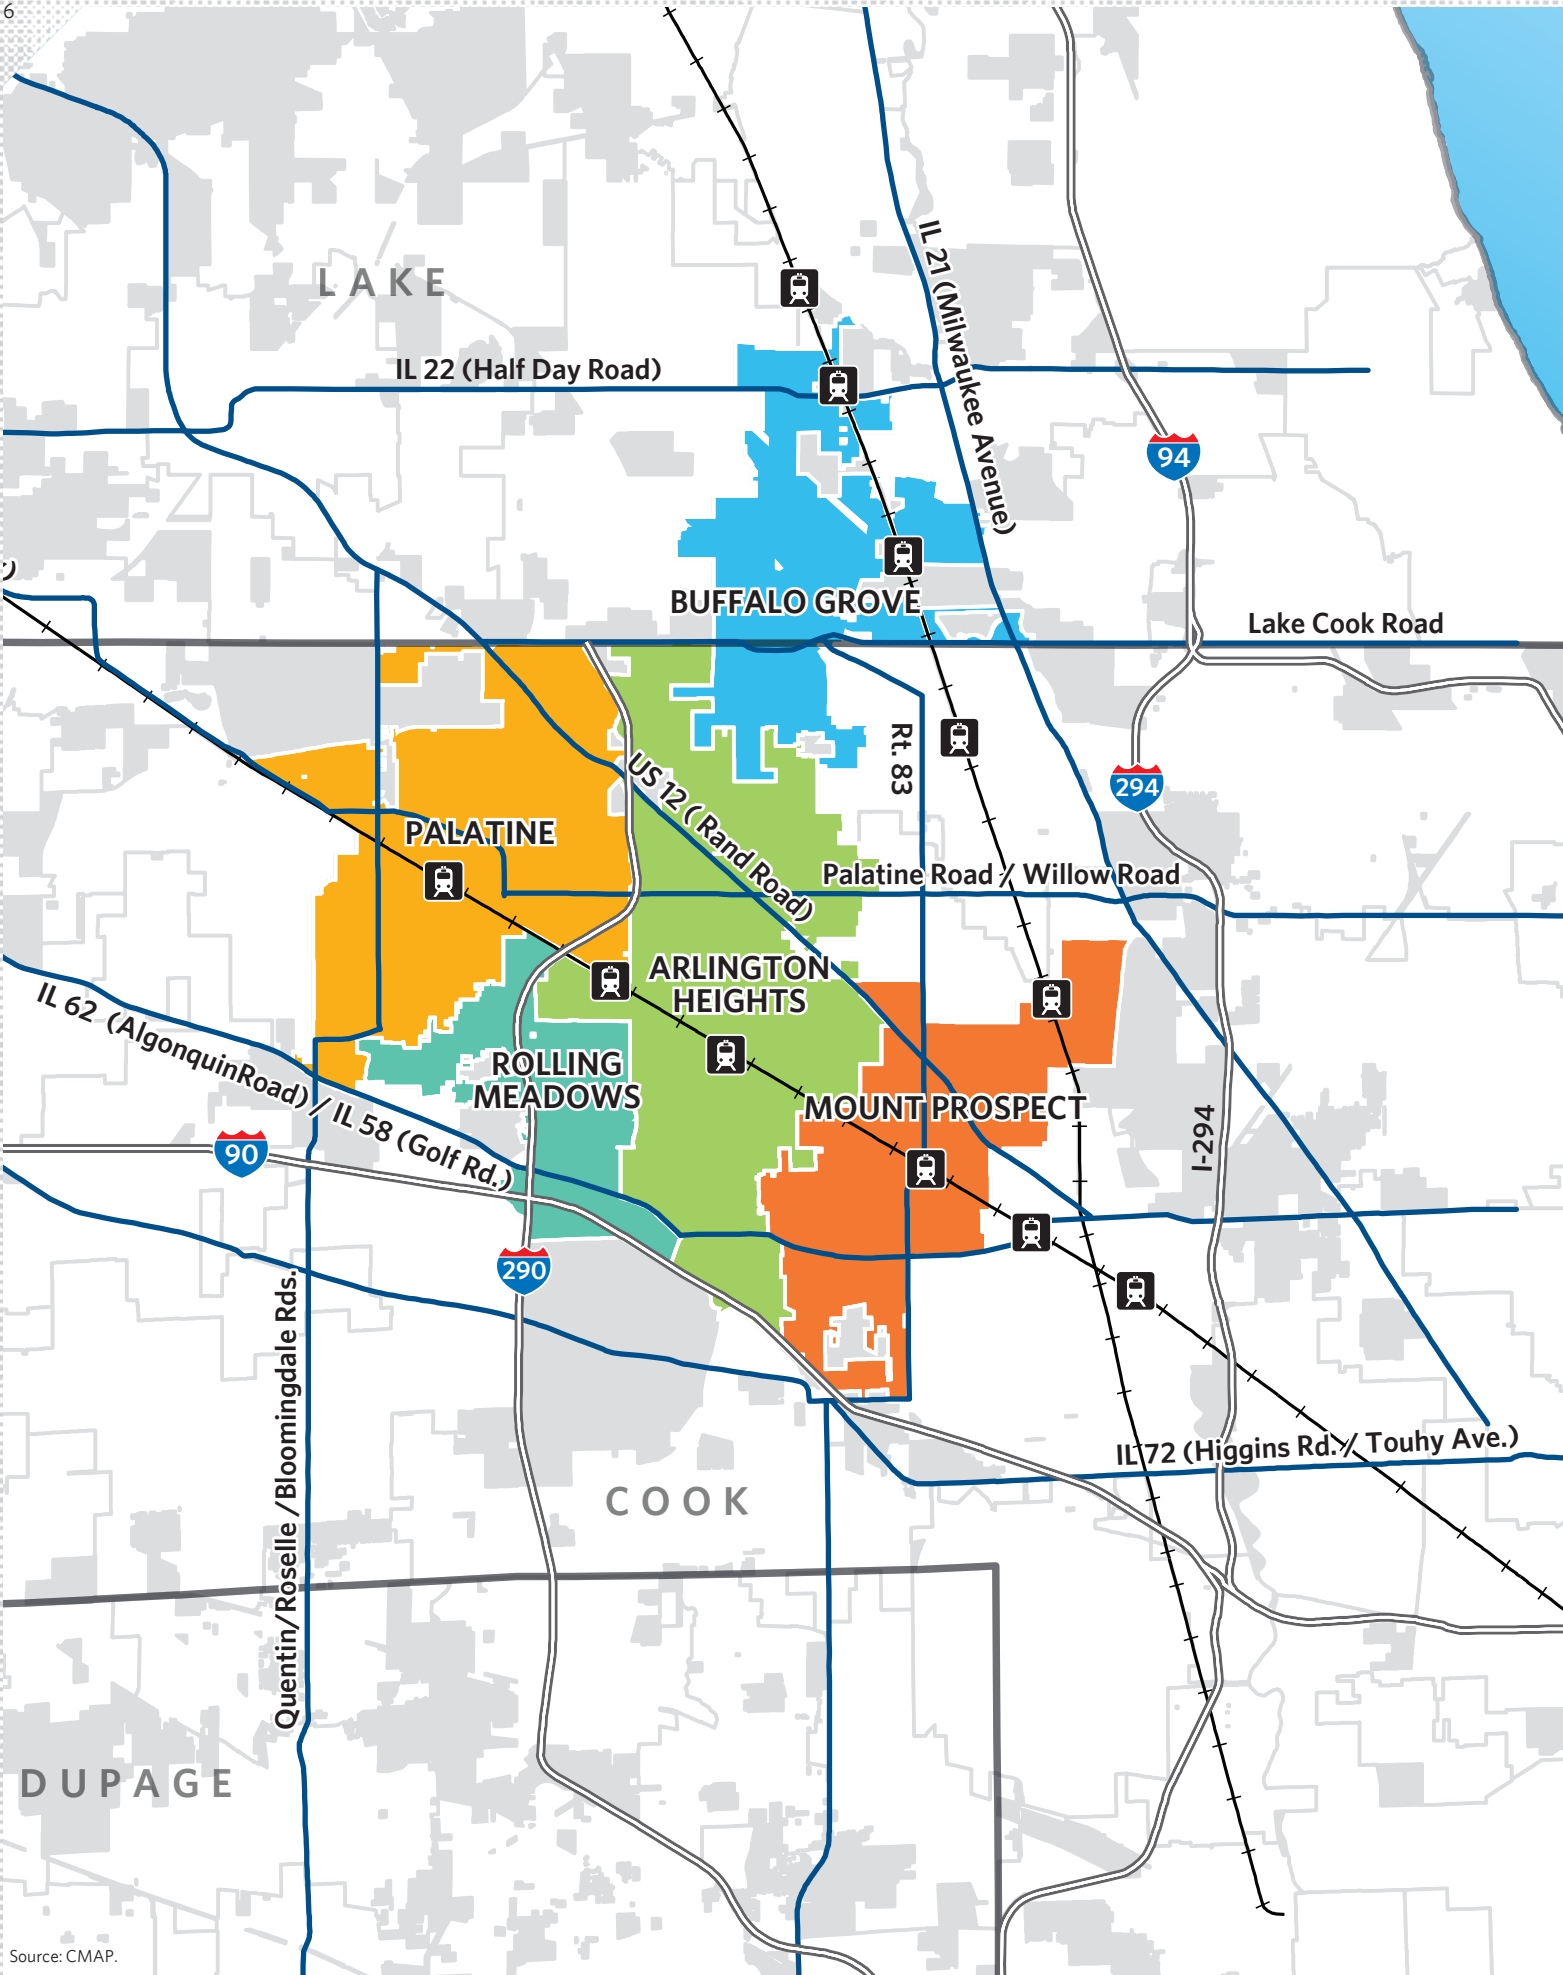 6
LAKE
IL 21 (Milwaukee Avenue)
IL 22 (Half Day Road)
94
)
BUFFALO GROVE
Lake Cook Road
Rt. 83
US 12 ( Rand Road)
294
PALATINE
Palatine Road / Willow Road
ARLINGTON
HEIGHTS
IL 62 (AlgonquinRoad) / IL 58 (Golf Rd.)
ROLLING
MEADOWS
MOUNT PROSPECT
I-294
90
290
Quentin/Roselle /Bloomingdale Rds.
IL 72 (Higgins Rd. / Touhy Ave.)
COOK
DUPAGE
Source: CMAP.